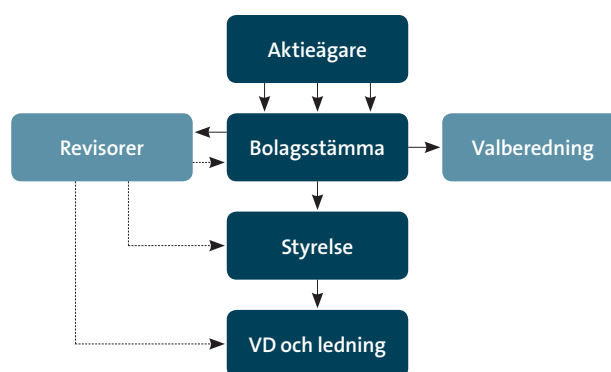 Aktieägare
Revisorer
Bolagsstämma
Valberedning
Styrelse
VD och ledning